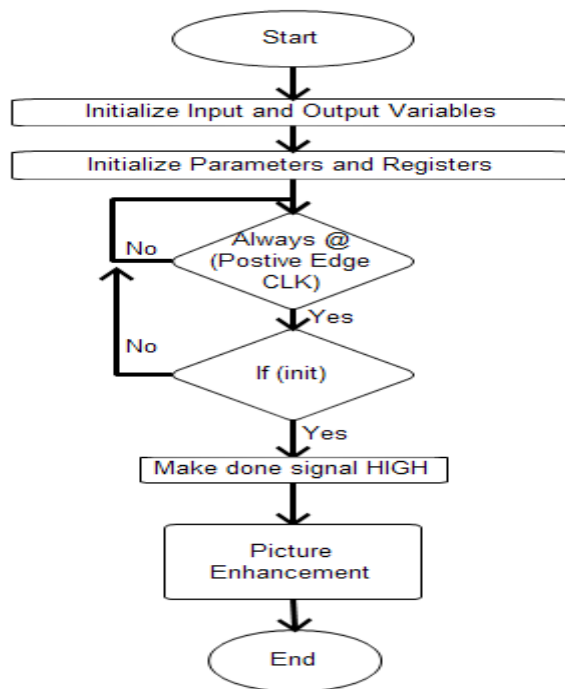 Start
Initialize Input and Output Variables
Initialize Parameters and Registers
No
Always @
(Postive Edge
CLK)
Yes
No
If (init)
Yes
Make done signal HIGH
Picture
Enhancement
End